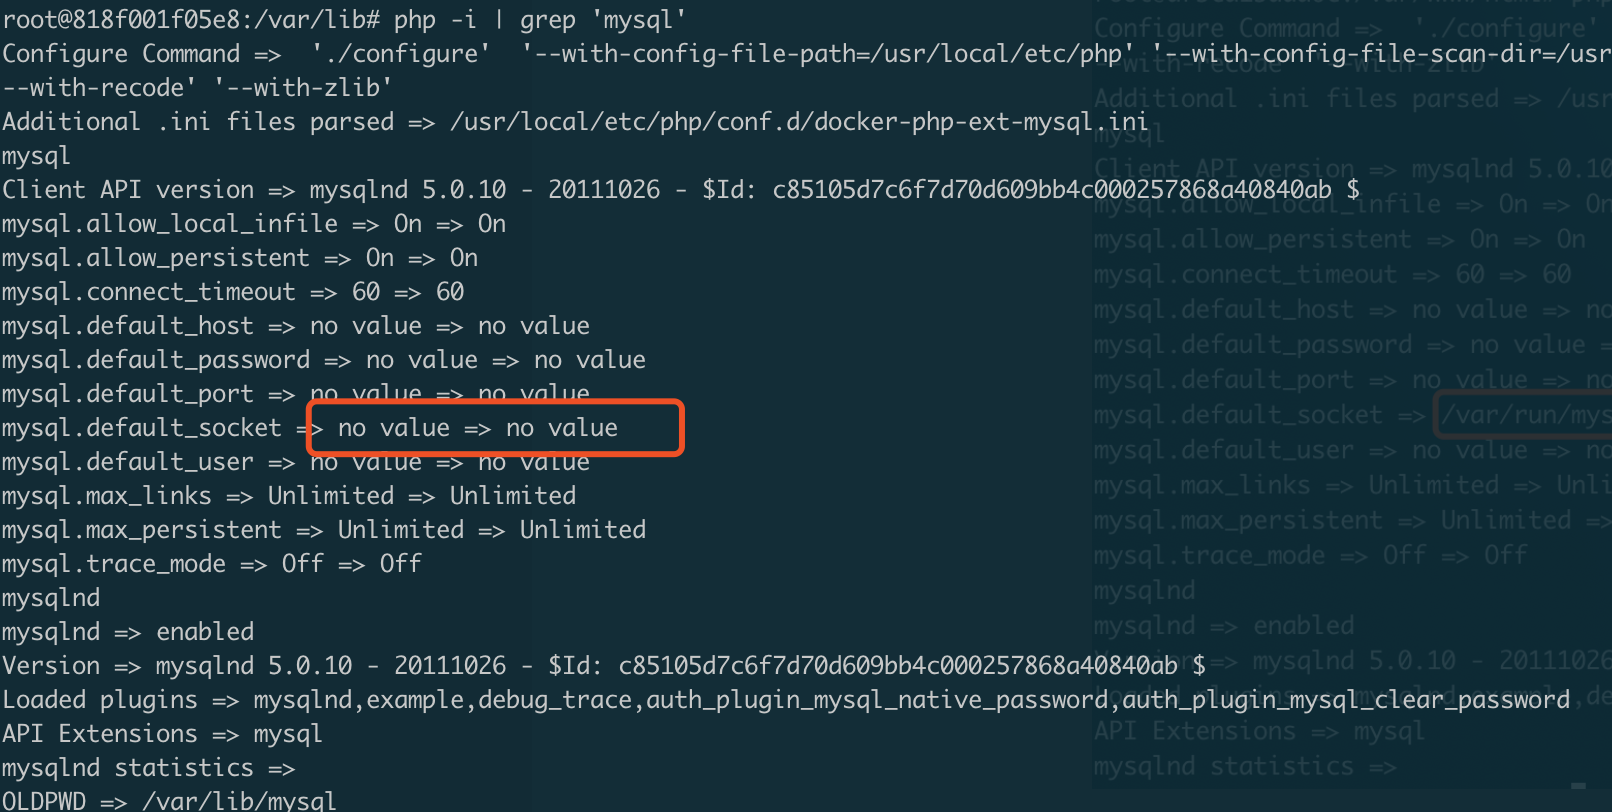 root@818f001f05e8:/var/lib# php -i | grep 'mysql'
Configure Command =>  './configure'  '--with-config-file-path=/usr/local/etc/php' '--with-config-file-scan-dir=/usr
--with-recode' '--with-zlib'
Additional .ini files parsed => /usr/local/etc/php/conf.d/docker-php-ext-mysql.ini
mysql
Client API version => mysqlnd 5.0.10 - 20111026 - $Id: c85105d7c6f7d70d609bb4c000257868a40840ab $
mysql.allow_local_infile => On => On
mysql.allow_persistent => On => On
mysql.connect_timeout => 60 => 60
mysql.default_host => no value => no value
mysql.default_password => no value => no value
mysql.default_port => no value => no value
mysql.default_socket => no value => no value
mysql.default_user => no value => no value
mysql.max_links => Unlimited => Unlimited
mysql.max_persistent => Unlimited => Unlimited
mysql.trace_mode => Off => Off
mysqlnd
mysqlnd => enabled
Version => mysqlnd 5.0.10 - 20111026 - $Id: c85105d7c6f7d70d609bb4c000257868a40840ab $
Loaded plugins => mysqlnd,example,debug_trace,auth_plugin_mysql_native_password,auth_plugin_mysql_clear_password
API Extensions => mysql
mysqlnd statistics =>
OLDPWD => /var/lib/mysql
Configure Command =>  './configure'
--with-recode' '--with-zlib'
Additional .ini files parsed => /usr
mysql
Client API version => mysqlnd 5.0.10
mysql.allow_local_infile => On => On
mysql.allow_persistent => On => On
mysql.connect_timeout => 60 => 60
mysql.default_host => no value => no
mysql.default_password => no value =
mysql.default_port => no value => no
mysql.default_socket => /var/run/mys
mysql.default_user => no value => no
mysql.max_links => Unlimited => Unli
mysql.max_persistent => Unlimited =>
mysql.trace_mode => Off => Off
mysqlnd
mysqlnd => enabled
Version => mysqlnd 5.0.10 - 20111026
Loaded plugins => mysqlnd,example,de
API Extensions => mysql
mysqlnd statistics =>